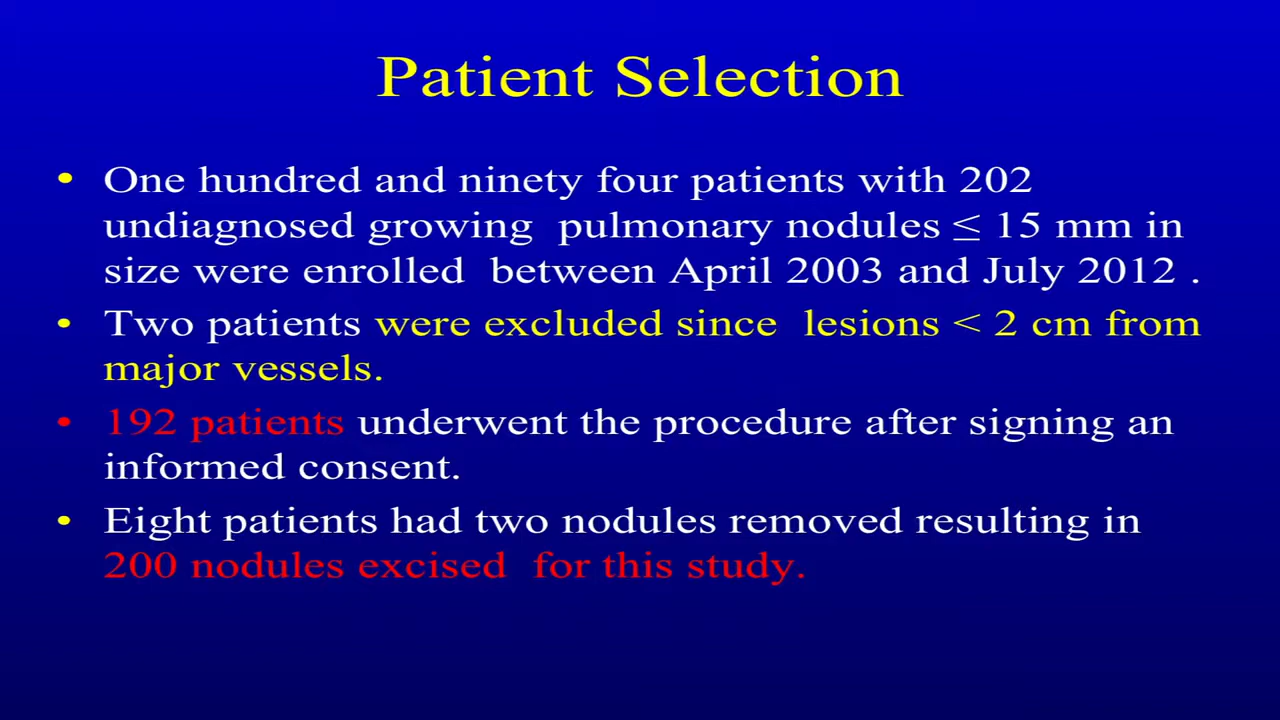 Patient Selection
• One hundred and ninety four patients with 202
undiagnosed growing pulmonary nodules ≤ 15 mm in
size were enrolled between April 2003 and July 2012 .
• Two patients were excluded since lesions < 2 cm from
major vessels.
• 192 patients underwent the procedure after signing an
informed consent.
• Eight patients had two nodules removed resulting in
200 nodules excised for this study.